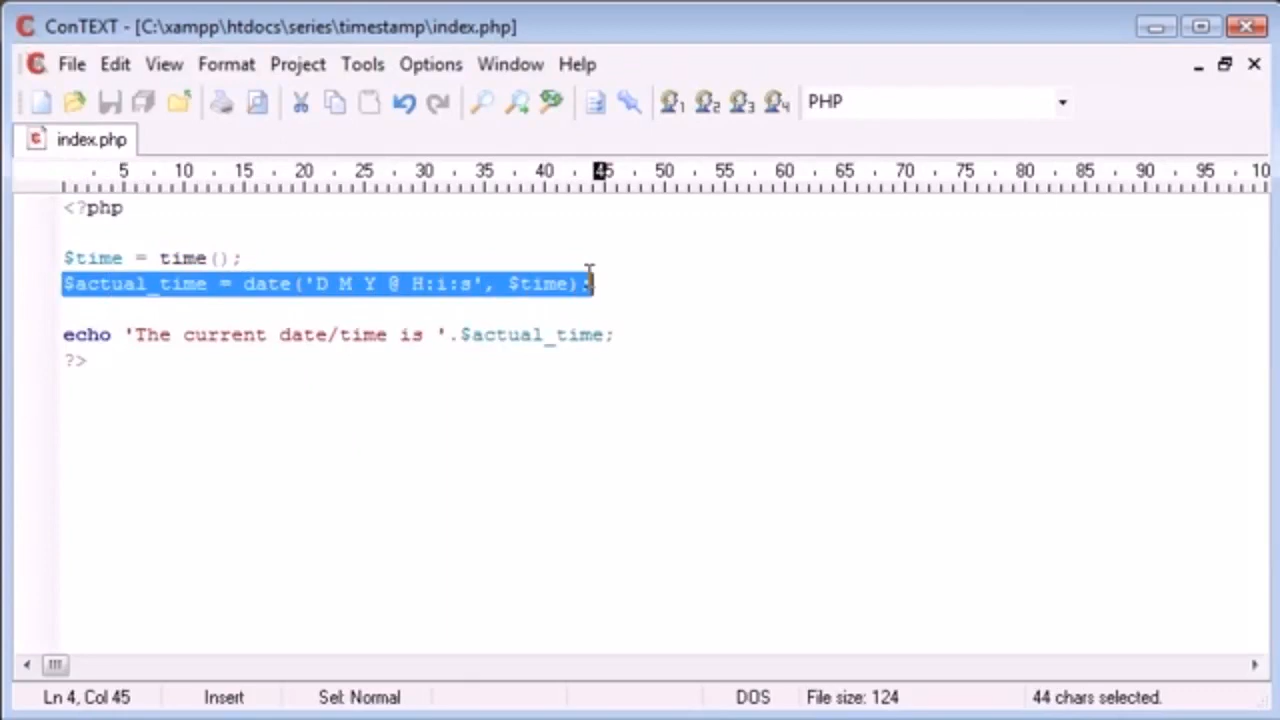 ConTEXT - [C:\xampp\htdocs\series\timestamp\index.php]
File Edit View Format Project Tools Options Window Help
PHP
index.php
5 10 15 20 25 30 35 40 45 50 55 60 65 70 75 80 85 90 95 10
<?php
$time = time();
$actual_time = date('D M Y @ H:i:s', $time);
echo 'The current date/time is '.$actual_time;
?>
Ln 4, Col 45 Insert Sel: Normal DOS File size: 124 44 chars selected.